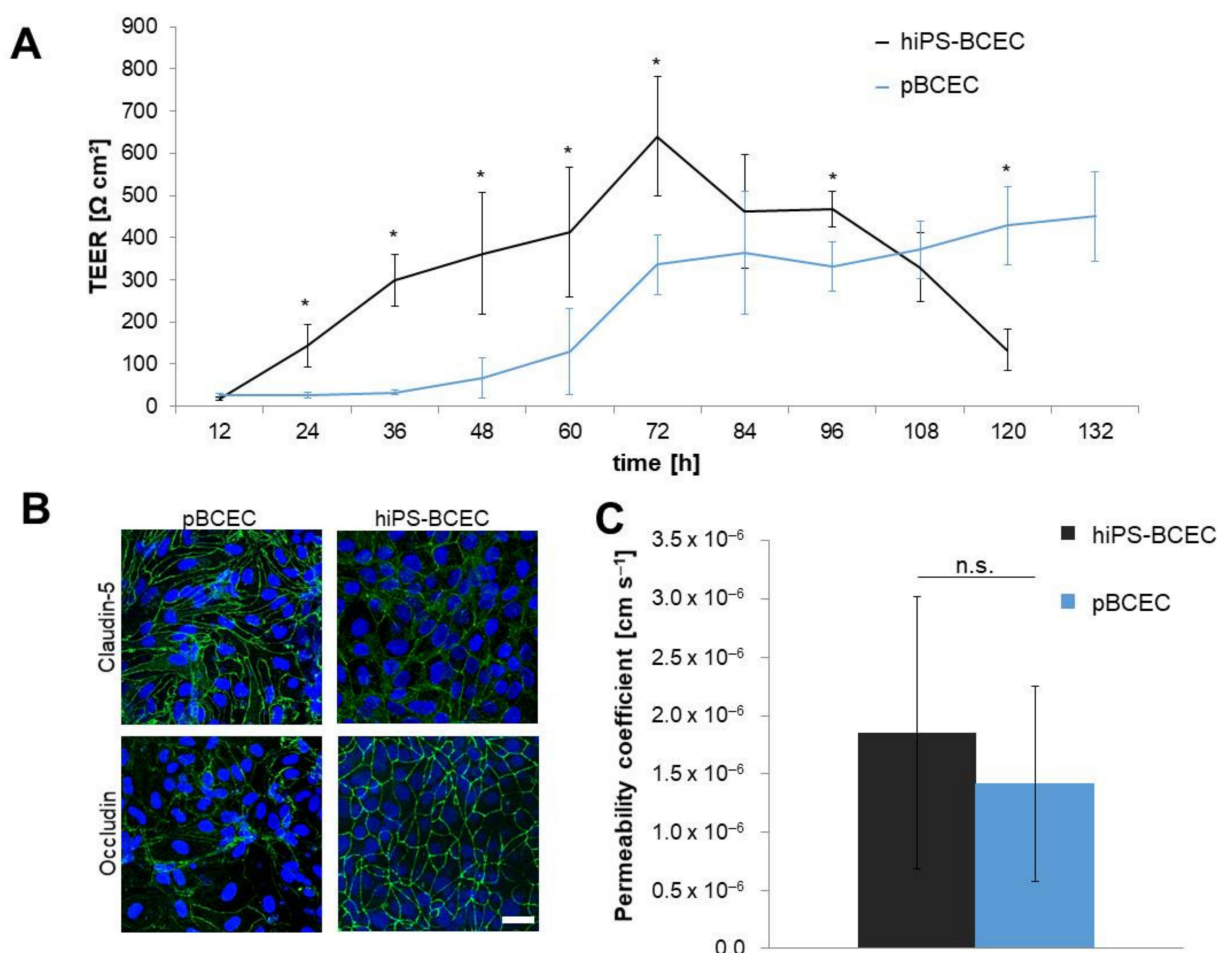 A
900
800
700
600
500
400
300
200
100
0
TEER [Ω cm²]
* * * * * * *
hiPS-BCEC
pBCEC
12 24 36 48 60 72 84 96 108 120 132
time [h]
B
pBCEC hiPS-BCEC
Claudin-5
Occludin
C
hiPS-BCEC
pBCEC
n.s.
Permeability coefficient [cm s⁻¹]
3.5 x 10⁻⁶
3.0 x 10⁻⁶
2.5 x 10⁻⁶
2.0 x 10⁻⁶
1.5 x 10⁻⁶
1.0 x 10⁻⁶
0.5 x 10⁻⁶
0.0